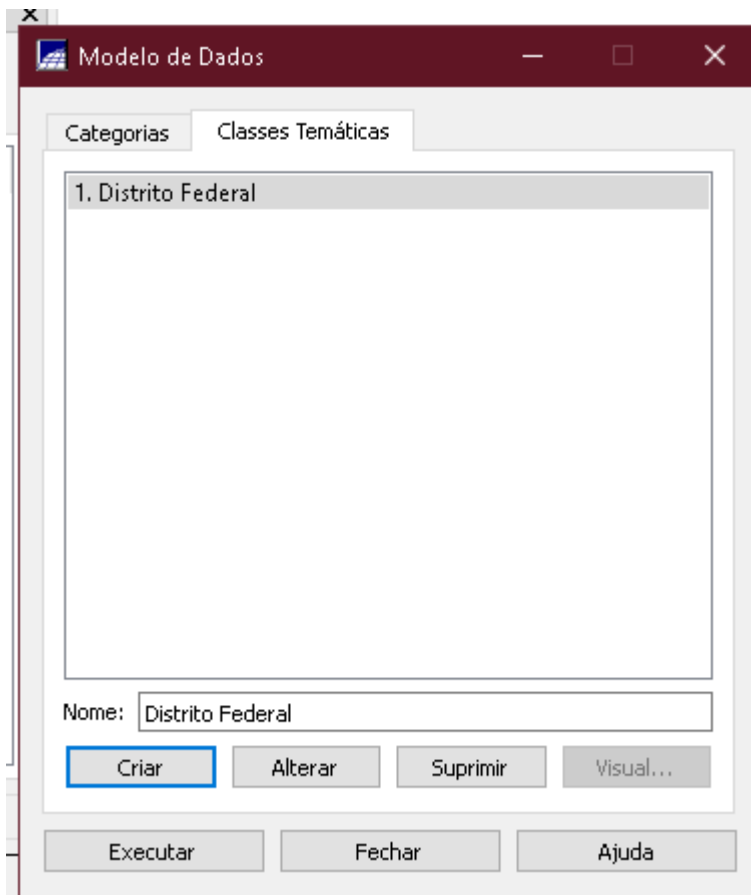 Modelo de Dados
Categorias Classes Temáticas
1. Distrito Federal
Nome: Distrito Federal
Criar Alterar Suprimir Visual...
Executar Fechar Ajuda